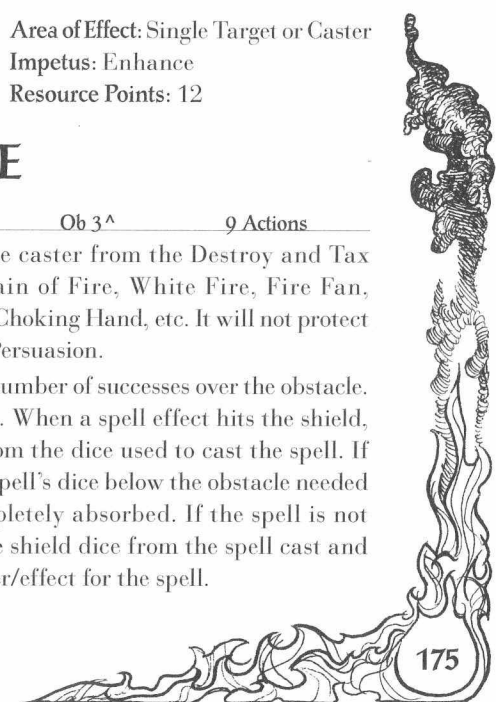 Area of Effect: Single Target or Caster
Impetus: Enhance
Resource Points: 12
E
Ob 3^ 9 Actions
e caster from the Destroy and Tax
ain of Fire, White Fire, Fire Fan,
Choking Hand, etc. It will not protect
Persuasion.
umber of successes over the obstacle.
. When a spell effect hits the shield,
om the dice used to cast the spell. If
pell's dice below the obstacle needed
pletely absorbed. If the spell is not
e shield dice from the spell cast and
r/effect for the spell.
175